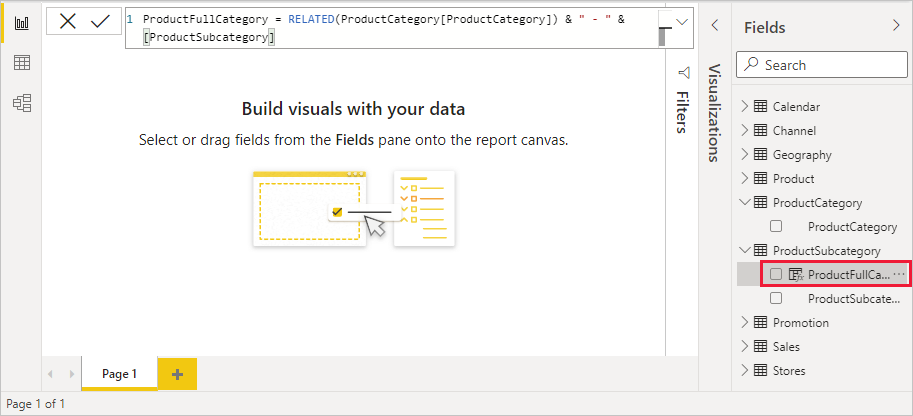 1 ProductFullCategory = RELATED(ProductCategory[ProductCategory]) & " - " &
[ProductSubcategory]
Build visuals with your data
Select or drag fields from the Fields pane onto the report canvas.
Filters
Visualizations
Fields
Search
Calendar
Channel
Geography
Product
ProductCategory
ProductCategory
ProductSubcategory
ProductFullCa...
ProductSubcate...
Promotion
Sales
Stores
Page 1
Page 1 of 1